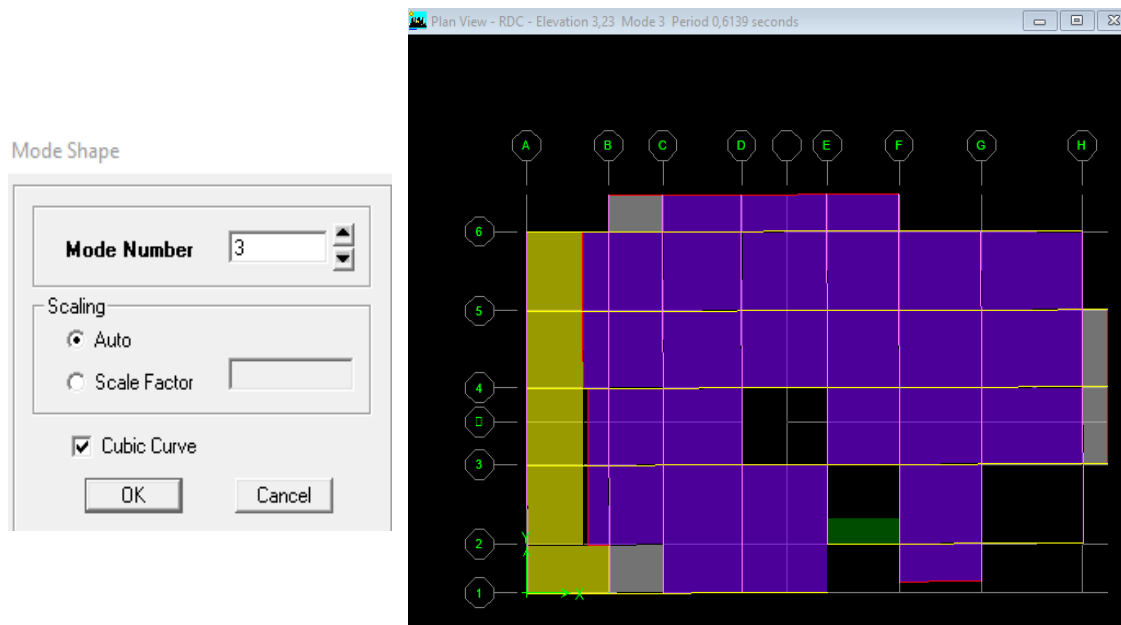 Plan View - RDC - Elevation 3,23 Mode 3 Period 0,6139 seconds
Mode Shape
Mode Number 3
Scaling
Auto
Scale Factor
Cubic Curve
OK Cancel
A B C D E F G H
6
5
4
3
2
1
Y
X